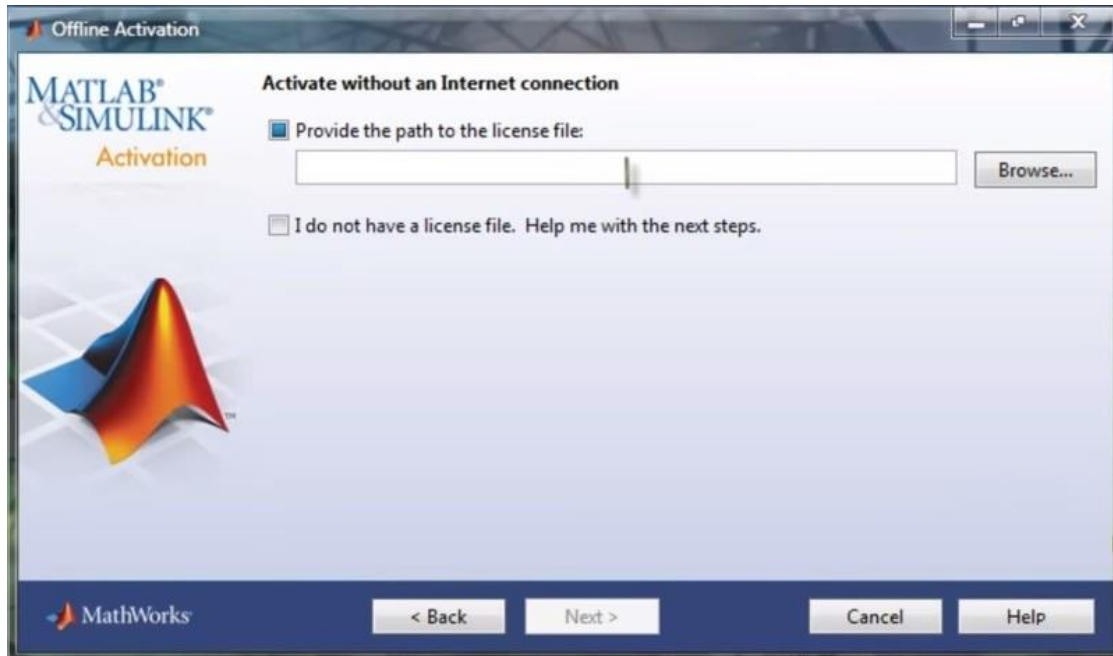 Offline Activation
MATLAB®
&SIMULINK®
Activation
Activate without an Internet connection
Provide the path to the license file:
Browse...
I do not have a license file. Help me with the next steps.
TM
MathWorks®
< Back
Next >
Cancel
Help